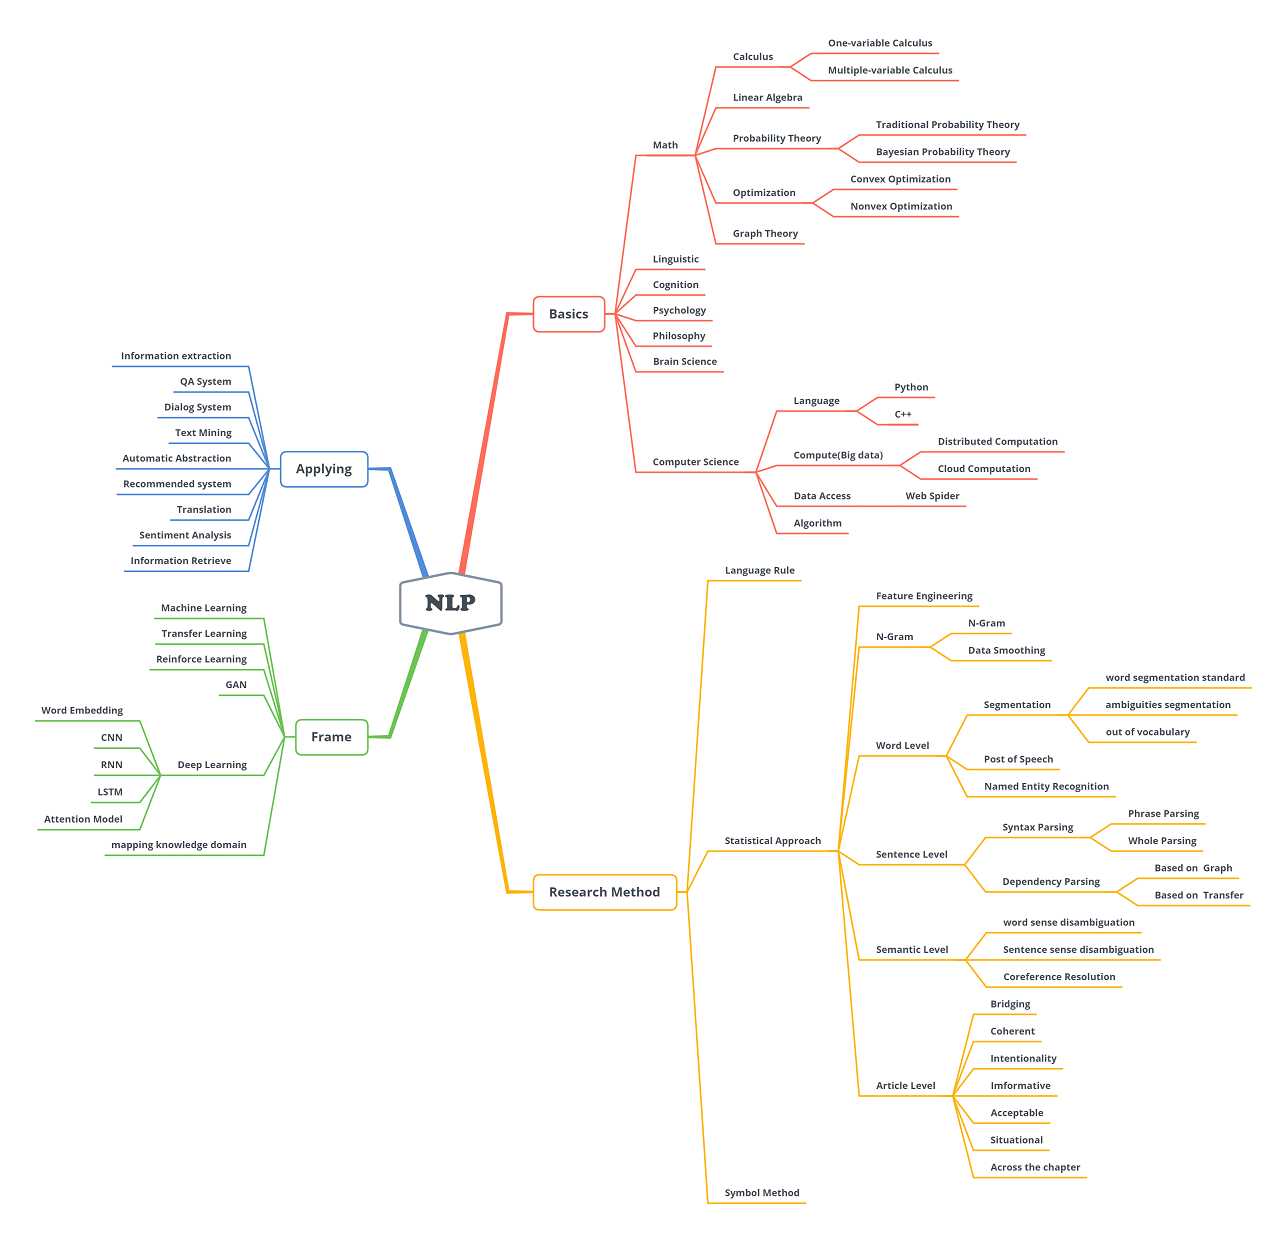 NLP
Basics
Math
Calculus
One-variable Calculus
Multiple-variable Calculus
Linear Algebra
Probability Theory
Traditional Probability Theory
Bayesian Probability Theory
Optimization
Convex Optimization
Nonvex Optimization
Graph Theory
Linguistic
Cognition
Psychology
Philosophy
Brain Science
Computer Science
Language
Python
C++
Compute(Big data)
Distributed Computation
Cloud Computation
Data Access
Web Spider
Algorithm
Research Method
Language Rule
Statistical Approach
Feature Engineering
N-Gram
N-Gram
Data Smoothing
Word Level
Segmentation
word segmentation standard
ambiguities segmentation
out of vocabulary
Post of Speech
Named Entity Recognition
Sentence Level
Syntax Parsing
Phrase Parsing
Whole Parsing
Dependency Parsing
Based on  Graph
Based on  Transfer
Semantic Level
word sense disambiguation
Sentence sense disambiguation
Coreference Resolution
Article Level
Bridging
Coherent
Intentionality
Imformative
Acceptable
Situational
Across the chapter
Symbol Method
Applying
Information extraction
QA System
Dialog System
Text Mining
Automatic Abstraction
Recommended system
Translation
Sentiment Analysis
Information Retrieve
Frame
Machine Learning
Transfer Learning
Reinforce Learning
GAN
Deep Learning
Word Embedding
CNN
RNN
LSTM
Attention Model
mapping knowledge domain